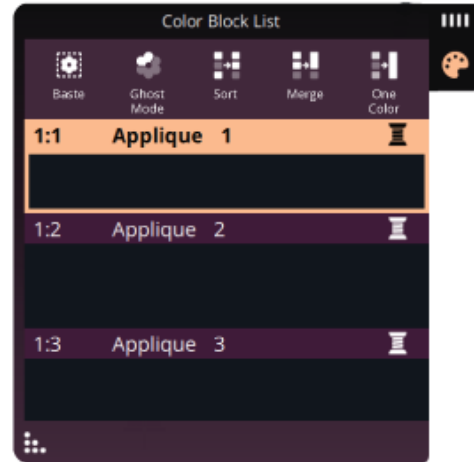 Color Block List
Baste Ghost Mode Sort Merge One Color
1:1 Applique 1
1:2 Applique 2
1:3 Applique 3